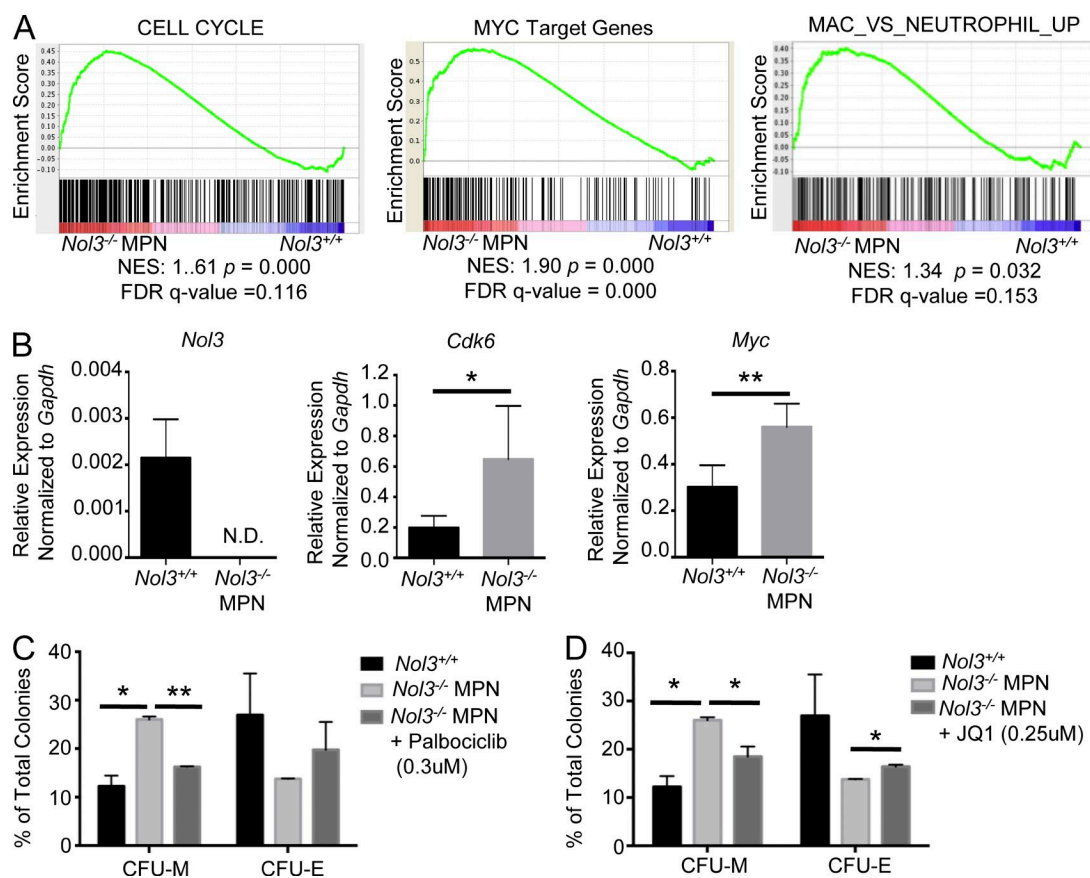 A
CELL CYCLE
Enrichment Score
0.45
0.40
0.35
0.30
0.25
0.20
0.15
0.10
0.05
0.00
-0.05
-0.10
Nol3-/- MPN Nol3+/+
NES: 1..61 p = 0.000
FDR q-value =0.116
MYC Target Genes
Enrichment Score
0.5
0.4
0.3
0.2
0.1
0.0
Nol3-/- MPN Nol3+/+
NES: 1.90 p = 0.000
FDR q-value = 0.000
MAC_VS_NEUTROPHIL_UP
Enrichment Score
0.40
0.35
0.30
0.25
0.20
0.15
0.10
0.05
0.00
-0.05
-0.10
Nol3-/- MPN Nol3+/+
NES: 1.34 p = 0.032
FDR q-value =0.153
B
Nol3
Relative Expression
Normalized to Gapdh
0.004
0.003
0.002
0.001
0.000
N.D.
Nol3+/+ Nol3-/-
MPN
Cdk6
Relative Expression
Normalized to Gapdh
1.2
1.0
0.8
0.6
0.4
0.2
0.0
*
Nol3+/+ Nol3-/-
MPN
Myc
Relative Expression
Normalized to Gapdh
0.8
0.6
0.4
0.2
0.0
**
Nol3+/+ Nol3-/-
MPN
C
% of Total Colonies
40
30
20
10
0
* **
CFU-M CFU-E
Nol3+/+
Nol3-/- MPN
Nol3-/- MPN
+ Palbociclib
(0.3uM)
D
% of Total Colonies
40
30
20
10
0
* *
*
CFU-M CFU-E
Nol3+/+
Nol3-/- MPN
Nol3-/- MPN
+ JQ1 (0.25uM)